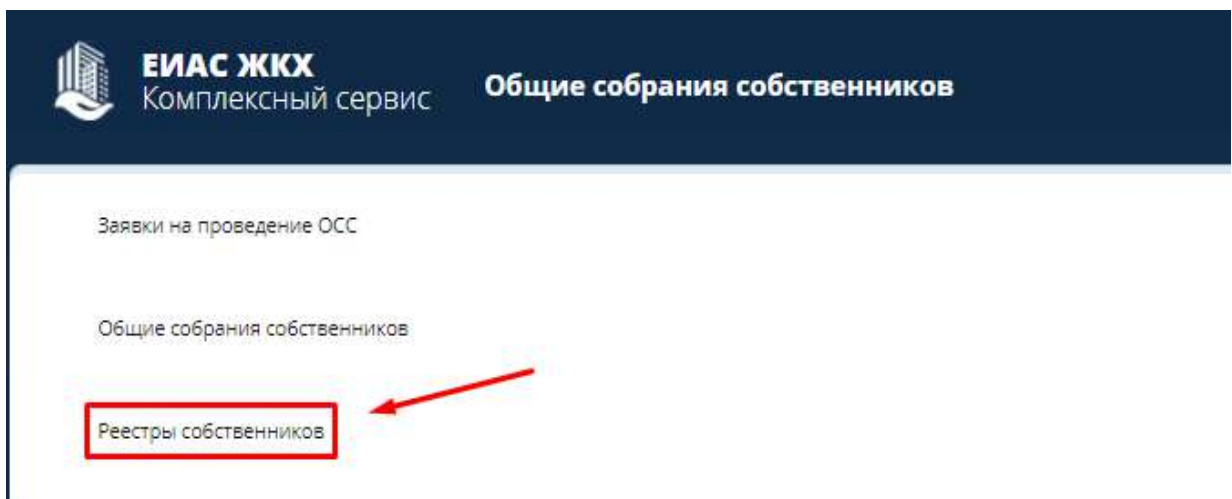 ЕИАС ЖКХ
Комплексный сервис
Общие собрания собственников
Заявки на проведение ОСС
Общие собрания собственников
Реестры собственников